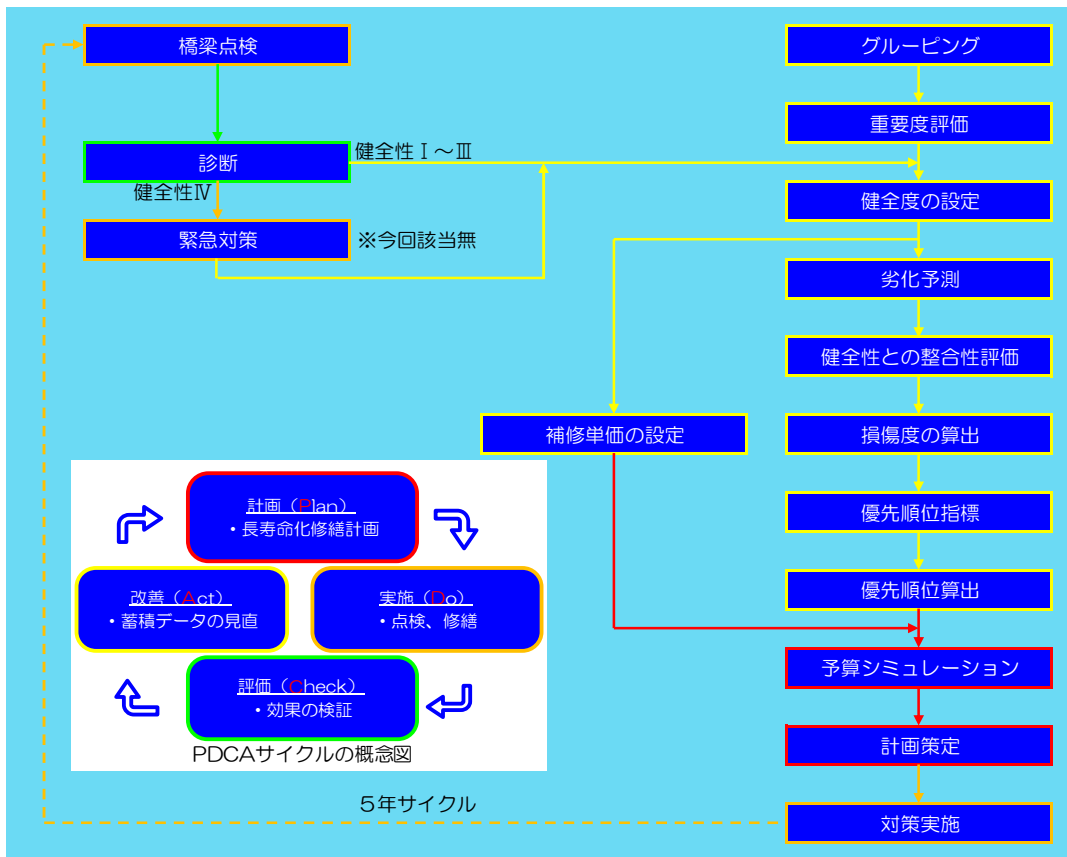 橋梁点検
診断
健全性Ⅰ～Ⅲ
健全性Ⅳ
緊急対策
※今回該当無
グルーピング
重要度評価
健全度の設定
劣化予測
健全性との整合性評価
補修単価の設定
損傷度の算出
優先順位指標
優先順位算出
予算シミュレーション
計画策定
対策実施
計画（Plan）
・長寿命化修繕計画
改善（Act）
・蓄積データの見直
実施（Do）
・点検、修繕
評価（Check）
・効果の検証
PDCAサイクルの概念図
５年サイクル